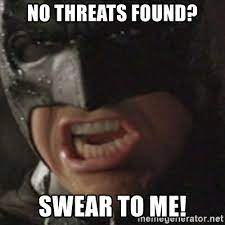 NO THREATS FOUND?
SWEAR TO ME!
memegenerator.net